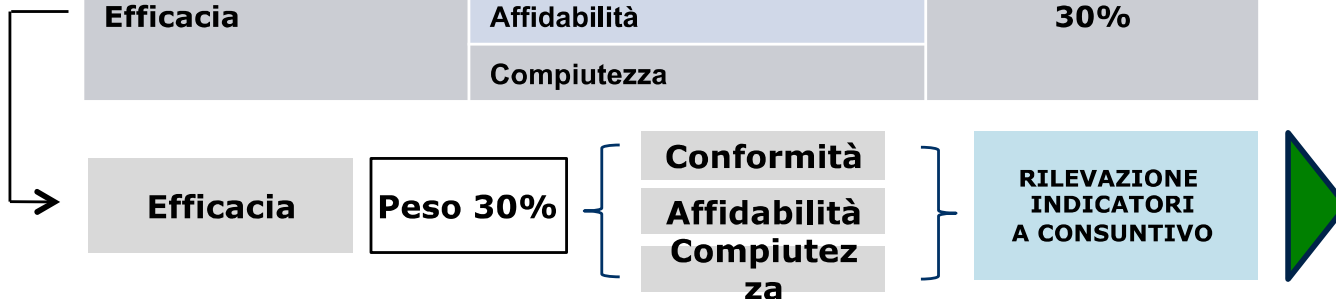 Efficacia
Affidabilità
30%
Compiutezza
Efficacia
Peso 30%
Conformità
Affidabilità
Compiutez
za
RILEVAZIONE
INDICATORI
A CONSUNTIVO